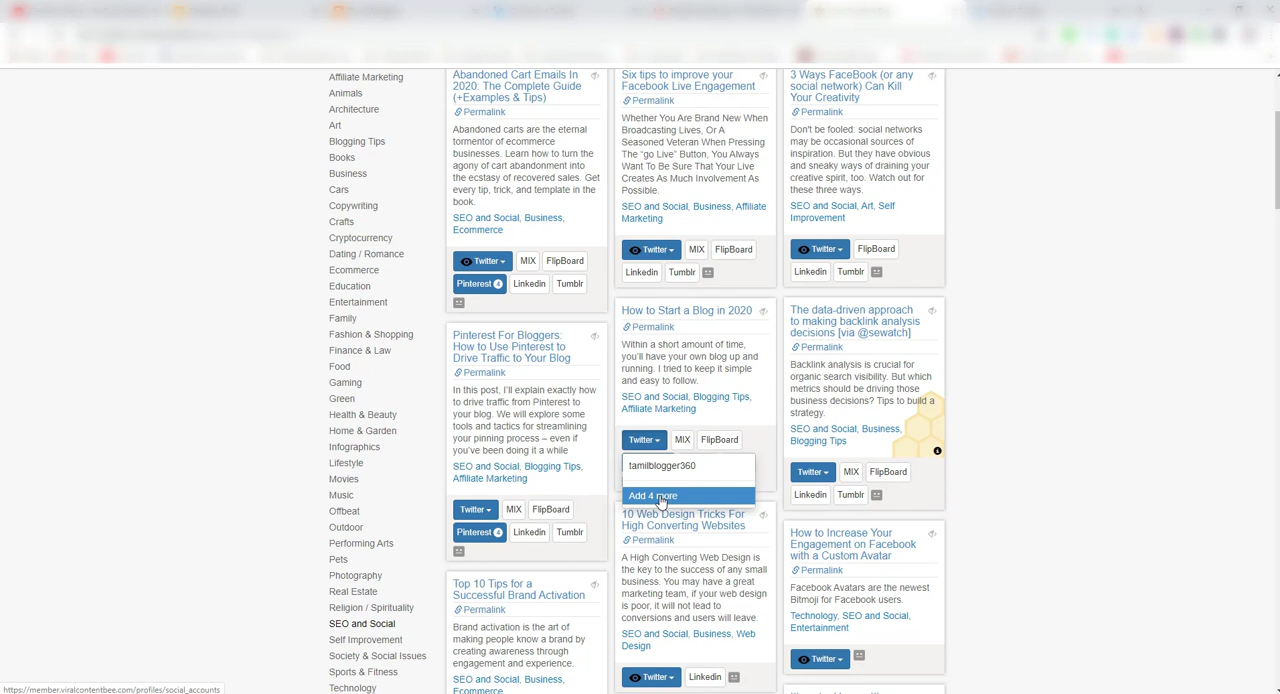 Affiliate Marketing
Animals
Architecture
Art
Blogging Tips
Books
Business
Cars
Copywriting
Crafts
Cryptocurrency
Dating / Romance
Ecommerce
Education
Entertainment
Family
Fashion & Shopping
Finance & Law
Food
Gaming
Green
Health & Beauty
Home & Garden
Infographics
Lifestyle
Movies
Music
Offbeat
Outdoor
Performing Arts
Pets
Photography
Real Estate
Religion / Spirituality
SEO and Social
Self Improvement
Society & Social Issues
Sports & Fitness
Technology
Abandoned Cart Emails In
2020: The Complete Guide
(+Examples & Tips)
Permalink
Abandoned carts are the eternal
tormentor of ecommerce
businesses. Learn how to turn the
agony of cart abandonment into
the ecstasy of recovered sales. Get
every tip, trick, and template in the
book.
SEO and Social, Business,
Ecommerce
Twitter MIX FlipBoard
Pinterest 4 Linkedin Tumblr
Pinterest For Bloggers:
How to Use Pinterest to
Drive Traffic to Your Blog
Permalink
In this post, I'll explain exactly how
to drive traffic from Pinterest to
your blog. We will explore some
tools and tactics for streamlining
your pinning process – even if
you've been doing it a while
SEO and Social, Blogging Tips,
Affiliate Marketing
Twitter MIX FlipBoard
Pinterest 4 Linkedin Tumblr
Top 10 Tips for a
Successful Brand Activation
Permalink
Brand activation is the art of
making people know a brand by
creating awareness through
engagement and experience.
SEO and Social, Business,
Ecommerce
Six tips to improve your
Facebook Live Engagement
Permalink
Whether You Are Brand New When
Broadcasting Lives, Or A
Seasoned Veteran When Pressing
The "go Live" Button, You Always
Want To Be Sure That Your Live
Creates As Much Involvement As
Possible.
SEO and Social, Business, Affiliate
Marketing
Twitter MIX FlipBoard
Linkedin Tumblr
How to Start a Blog in 2020
Permalink
Within a short amount of time,
you'll have your own blog up and
running. I tried to keep it simple
and easy to follow.
SEO and Social, Blogging Tips,
Affiliate Marketing
Twitter MIX FlipBoard
tamilblogger360
Add 4 more
10 Web Design Tricks For
High Converting Websites
Permalink
A High Converting Web Design is
the key to the success of any small
business. You may have a great
marketing team, if your web design
is poor, it will not lead to
conversions and users will leave.
SEO and Social, Business, Web
Design
Twitter Linkedin
3 Ways FaceBook (or any
social network) Can Kill
Your Creativity
Permalink
Don't be fooled: social networks
may be occasional sources of
inspiration. But they have obvious
and sneaky ways of draining your
creative spirit, too. Watch out for
these three ways.
SEO and Social, Art, Self
Improvement
Twitter FlipBoard
Linkedin Tumblr
The data-driven approach
to making backlink analysis
decisions [via @sewatch]
Permalink
Backlink analysis is crucial for
organic search visibility. But which
metrics should be driving those
business decisions? Tips to build a
strategy.
SEO and Social, Business,
Blogging Tips
Twitter MIX FlipBoard
Linkedin Tumblr
How to Increase Your
Engagement on Facebook
with a Custom Avatar
Permalink
Facebook Avatars are the newest
Bitmoji for Facebook users.
Technology, SEO and Social,
Entertainment
Twitter
https://member.viralcontentbee.com/profiles/social_accounts